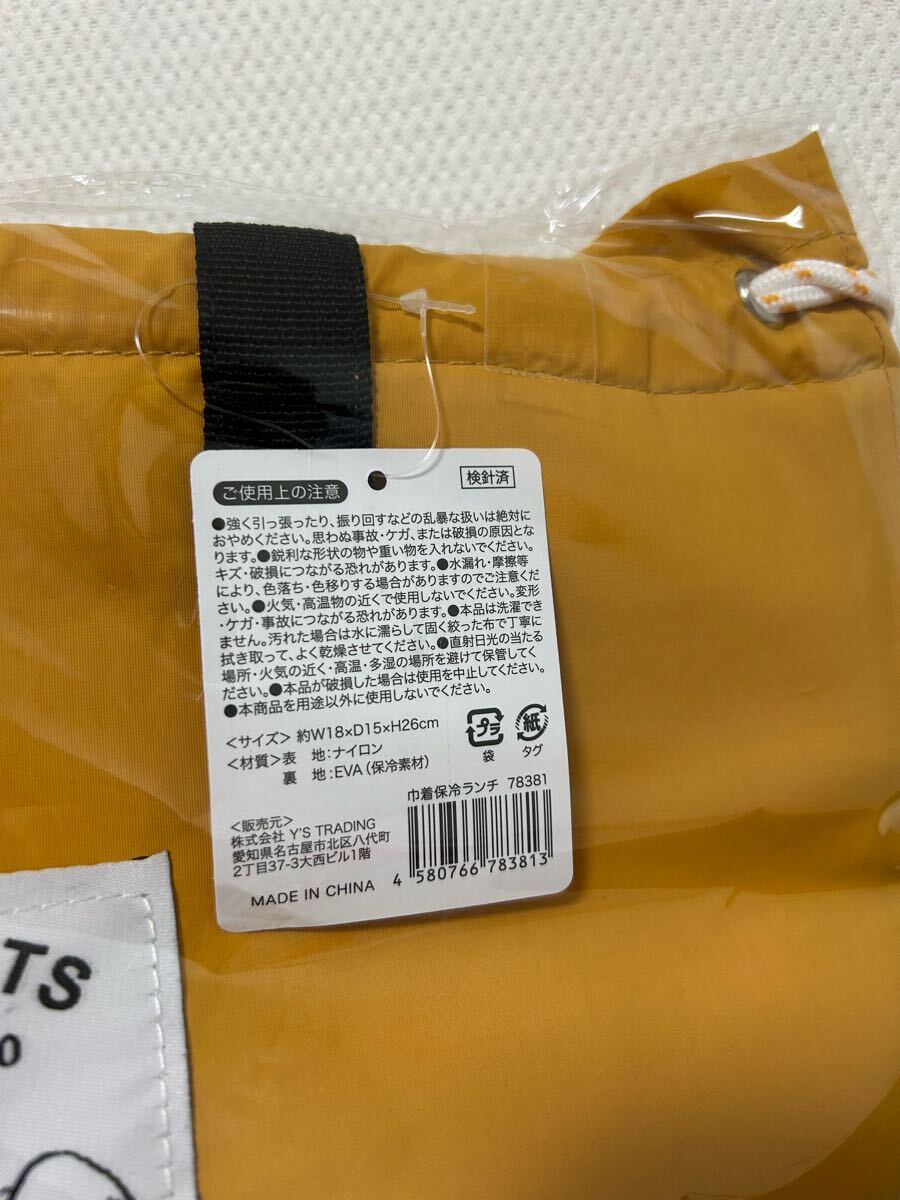 ご使用上の注意
検針済
●強く引っ張ったり、振り回すなどの乱暴な扱いは絶対に
おやめください。思わぬ事故・ケガ、または破損の原因とな
ります。●鋭利な形状の物や重い物を入れないでください。
キズ・破損につながる恐れがあります。●水漏れ・摩擦等
により、色落ち・色移りする場合がありますのでご注意くだ
さい。●火気・高温物の近くで使用しないでください。変形
・ケガ・事故につながる恐れがあります。●本品は洗濯でき
ません。汚れた場合は水に濡らして固く絞った布で丁寧に
拭き取って、よく乾燥させてください。●直射日光の当たる
場所・火気の近く・高温・多湿の場所を避けて保管してく
ださい。●本品が破損した場合は使用を中止してください。
●本商品を用途以外に使用しないでください。
<サイズ> 約W18×D15×H26cm
<材質> 表 地:ナイロン
裏 地:EVA(保冷素材)
プラ
袋
紙
タグ
巾着保冷ランチ 78381
4 580766 783813
<販売元>
株式会社 Y'S TRADING
愛知県名古屋市北区八代町
2丁目37-3大西ビル1階
MADE IN CHINA
TS
0